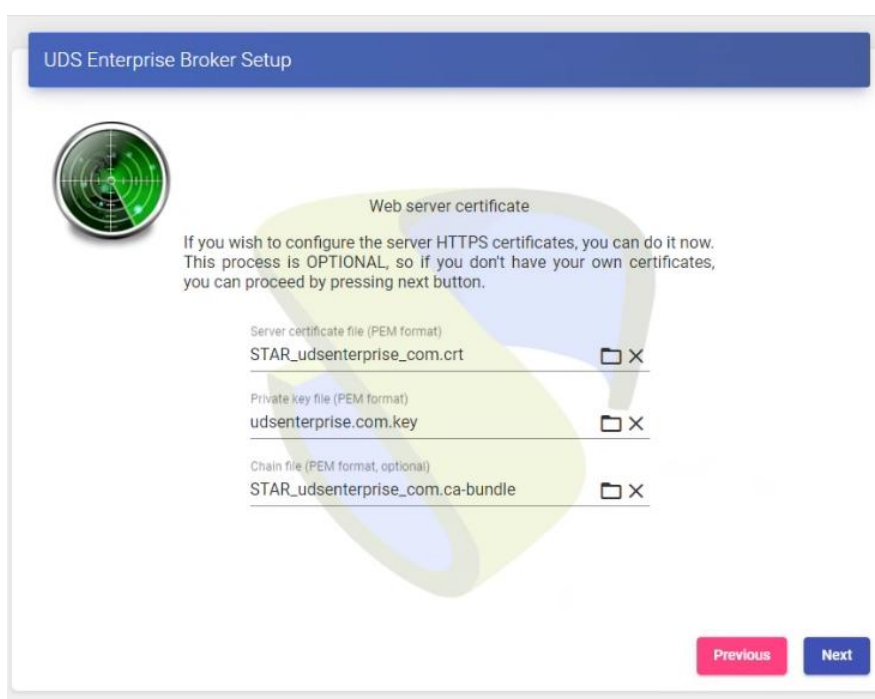 UDS Enterprise Broker Setup
Web server certificate
If you wish to configure the server HTTPS certificates, you can do it now.
This process is OPTIONAL, so if you don't have your own certificates,
you can proceed by pressing next button.
Server certificate file (PEM format)
STAR_udsenterprise_com.crt
Private key file (PEM format)
udsenterprise.com.key
Chain file (PEM format, optional)
STAR_udsenterprise_com.ca-bundle
Previous
Next